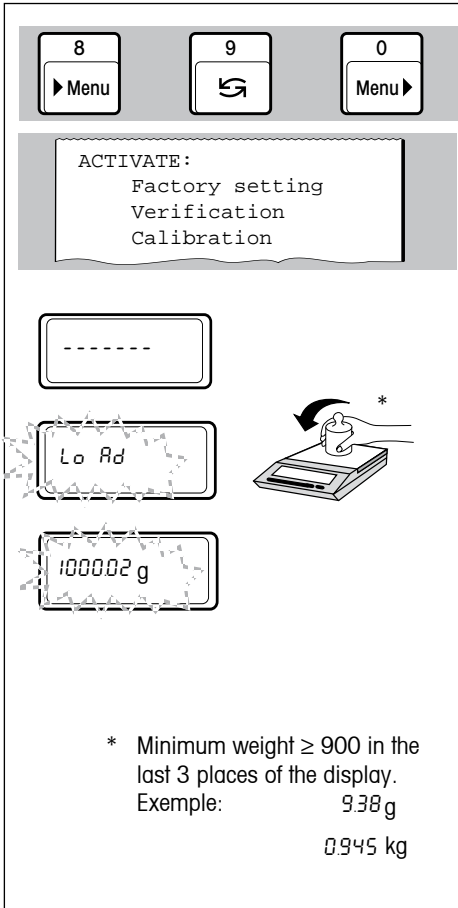 8 9 0
Menu Menu
ACTIVATE:
Factory setting
Verification
Calibration
-------
Lo Ad
*
1000.02 g
* Minimum weight ≥ 900 in the
last 3 places of the display.
Exemple: 9.38 g
0.945 kg